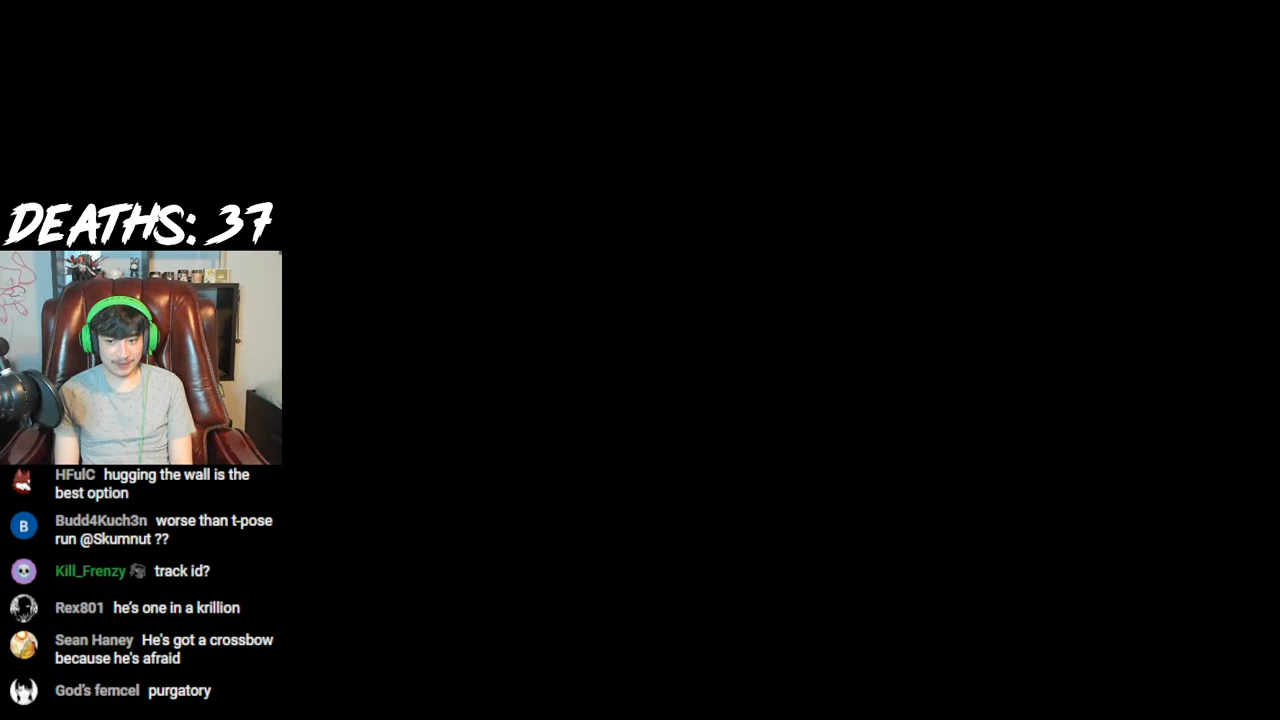 DEATHS: 37
HFulC hugging the wall is the
best option
Budd4Kuch3n worse than t-pose
run @Skumnut ??
Kill_Frenzy track id?
Rex801 he's one in a krillion
Sean Haney He's got a crossbow
because he's afraid
God's femcel purgatory
B